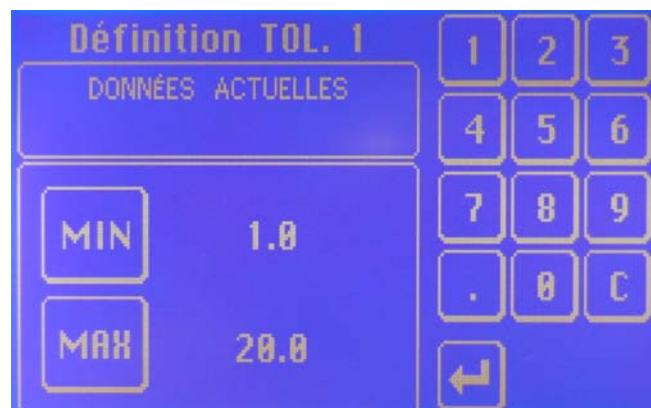 Définition TOL. 1
DONNÉES ACTUELLES
MIN 1.0
MAX 20.0
1 2 3
4 5 6
7 8 9
. 0 C